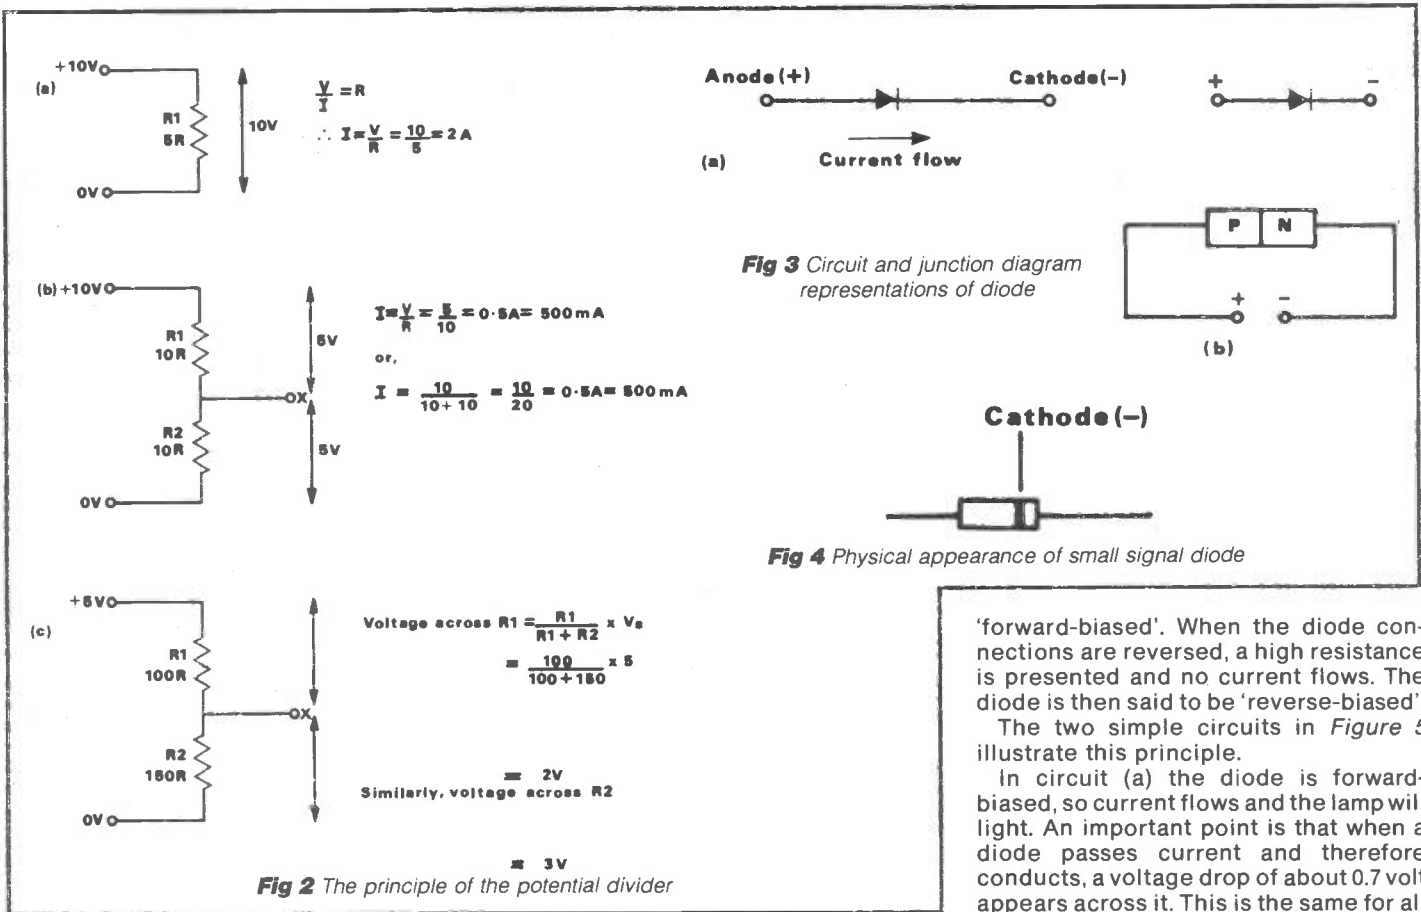 +10V
(a)
R1
5R
0V
10V
V/I = R
∴ I = V/R = 10/5 = 2 A
(b) +10V
R1
10R
5V
OX
R2
10R
5V
0V
I = V/R = 5/10 = 0·5A = 500mA
or,
I = 10/10+10 = 10/20 = 0·5A = 500mA
+5V
(c)
R1
100R
OX
R2
150R
0V
Voltage across R1 = R1/R1+R2 x Vs
= 100/100+150 x 5
= 2V
Similarly, voltage across R2
= 3V
Fig 2 The principle of the potential divider
Anode(+)
Cathode(-)
+
-
(a)
Current flow
P N
+
-
(b)
Fig 3 Circuit and junction diagram
representations of diode
Cathode(-)
Fig 4 Physical appearance of small signal diode
'forward-biased'. When the diode con-
nections are reversed, a high resistance
is presented and no current flows. The
diode is then said to be 'reverse-biased'
The two simple circuits in Figure 5
illustrate this principle.
In circuit (a) the diode is forward-
biased, so current flows and the lamp wil
light. An important point is that when a
diode passes current and therefore
conducts, a voltage drop of about 0.7 volt
appears across it. This is the same for al